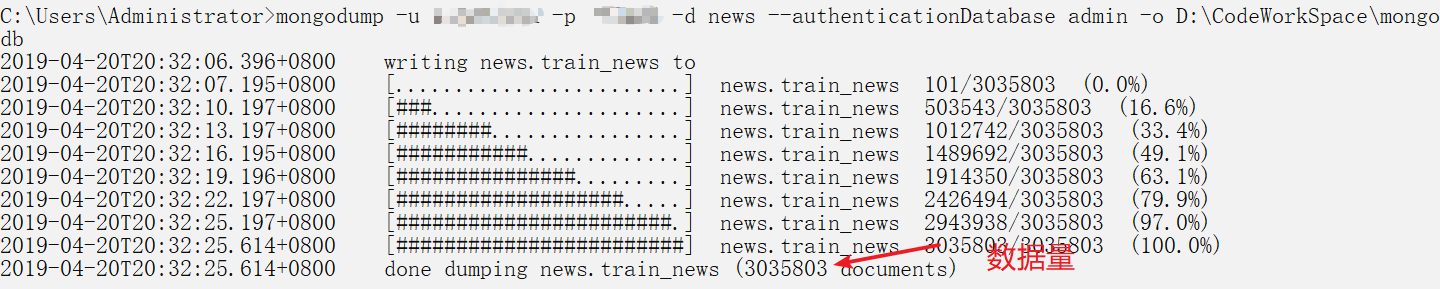 C:\Users\Administrator>mongodump -u -p -d news --authenticationDatabase admin -o D:\CodeWorkSpace\mongo
db
2019-04-20T20:32:06.396+0800 writing news.train_news to
2019-04-20T20:32:07.195+0800 [........................] news.train_news 101/3035803 (0.0%)
2019-04-20T20:32:10.197+0800 [###.....................] news.train_news 503543/3035803 (16.6%)
2019-04-20T20:32:13.197+0800 [########................] news.train_news 1012742/3035803 (33.4%)
2019-04-20T20:32:16.195+0800 [###########.............] news.train_news 1489692/3035803 (49.1%)
2019-04-20T20:32:19.196+0800 [###############.........] news.train_news 1914350/3035803 (63.1%)
2019-04-20T20:32:22.197+0800 [###################.....] news.train_news 2426494/3035803 (79.9%)
2019-04-20T20:32:25.197+0800 [#######################.] news.train_news 2943938/3035803 (97.0%)
2019-04-20T20:32:25.614+0800 [########################] news.train_news 3035803/3035803 (100.0%)
2019-04-20T20:32:25.614+0800 done dumping news.train_news (3035803 documents)
数据量